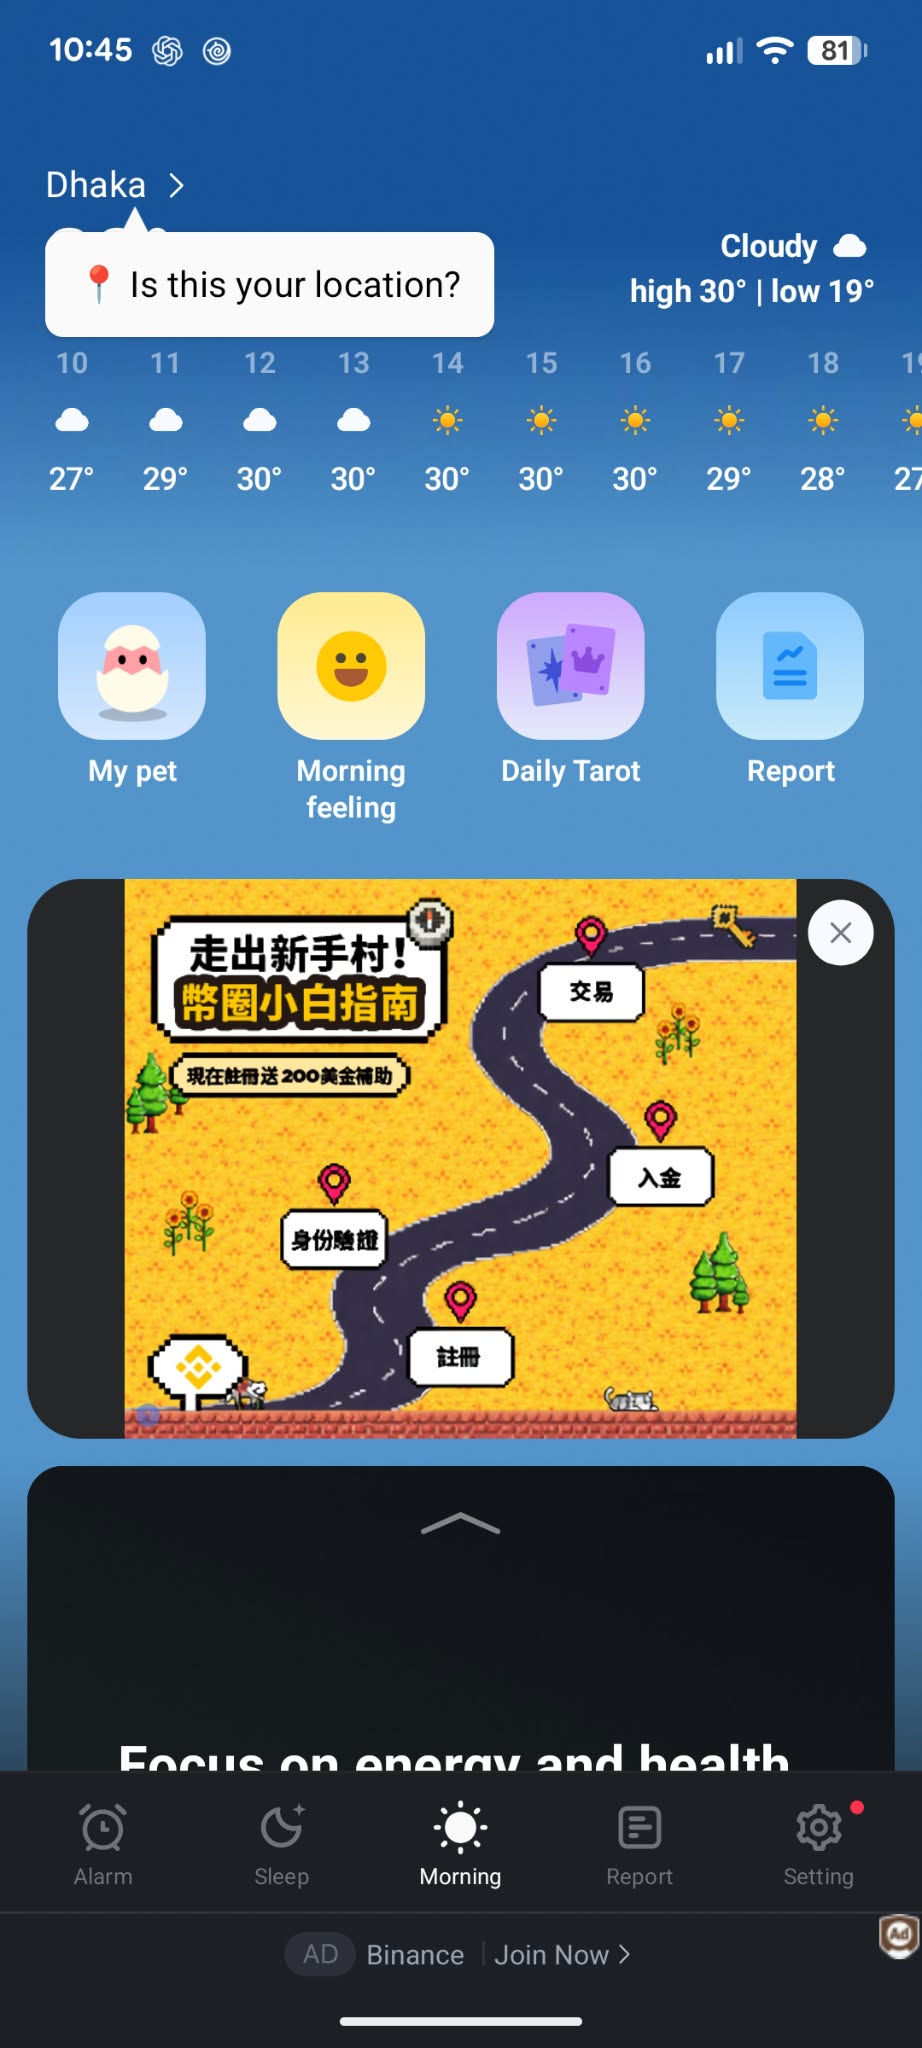 10:45
81
Dhaka
Is this your location?
Cloudy
high 30° | low 19°
10 11 12 13 14 15 16 17 18
27° 29° 30° 30° 30° 30° 30° 29° 28° 27
My pet
Morning
feeling
Daily Tarot
Report
走出新手村!
幣圈小白指南
現在註冊送200美金補助
交易
入金
身份驗證
註冊
Focus on energy and health
Alarm
Sleep
Morning
Report
Setting
AD Binance | Join Now >
Ad